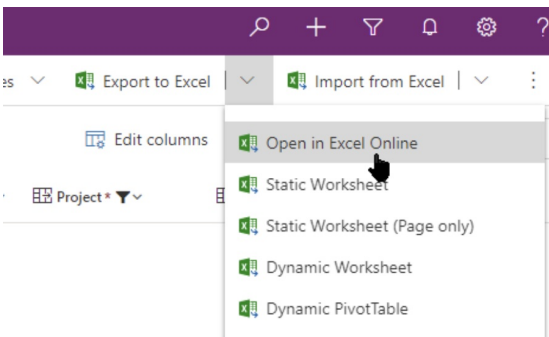 es Export to Excel Import from Excel
Edit columns
Open in Excel Online
Project *
Static Worksheet
Static Worksheet (Page only)
Dynamic Worksheet
Dynamic PivotTable